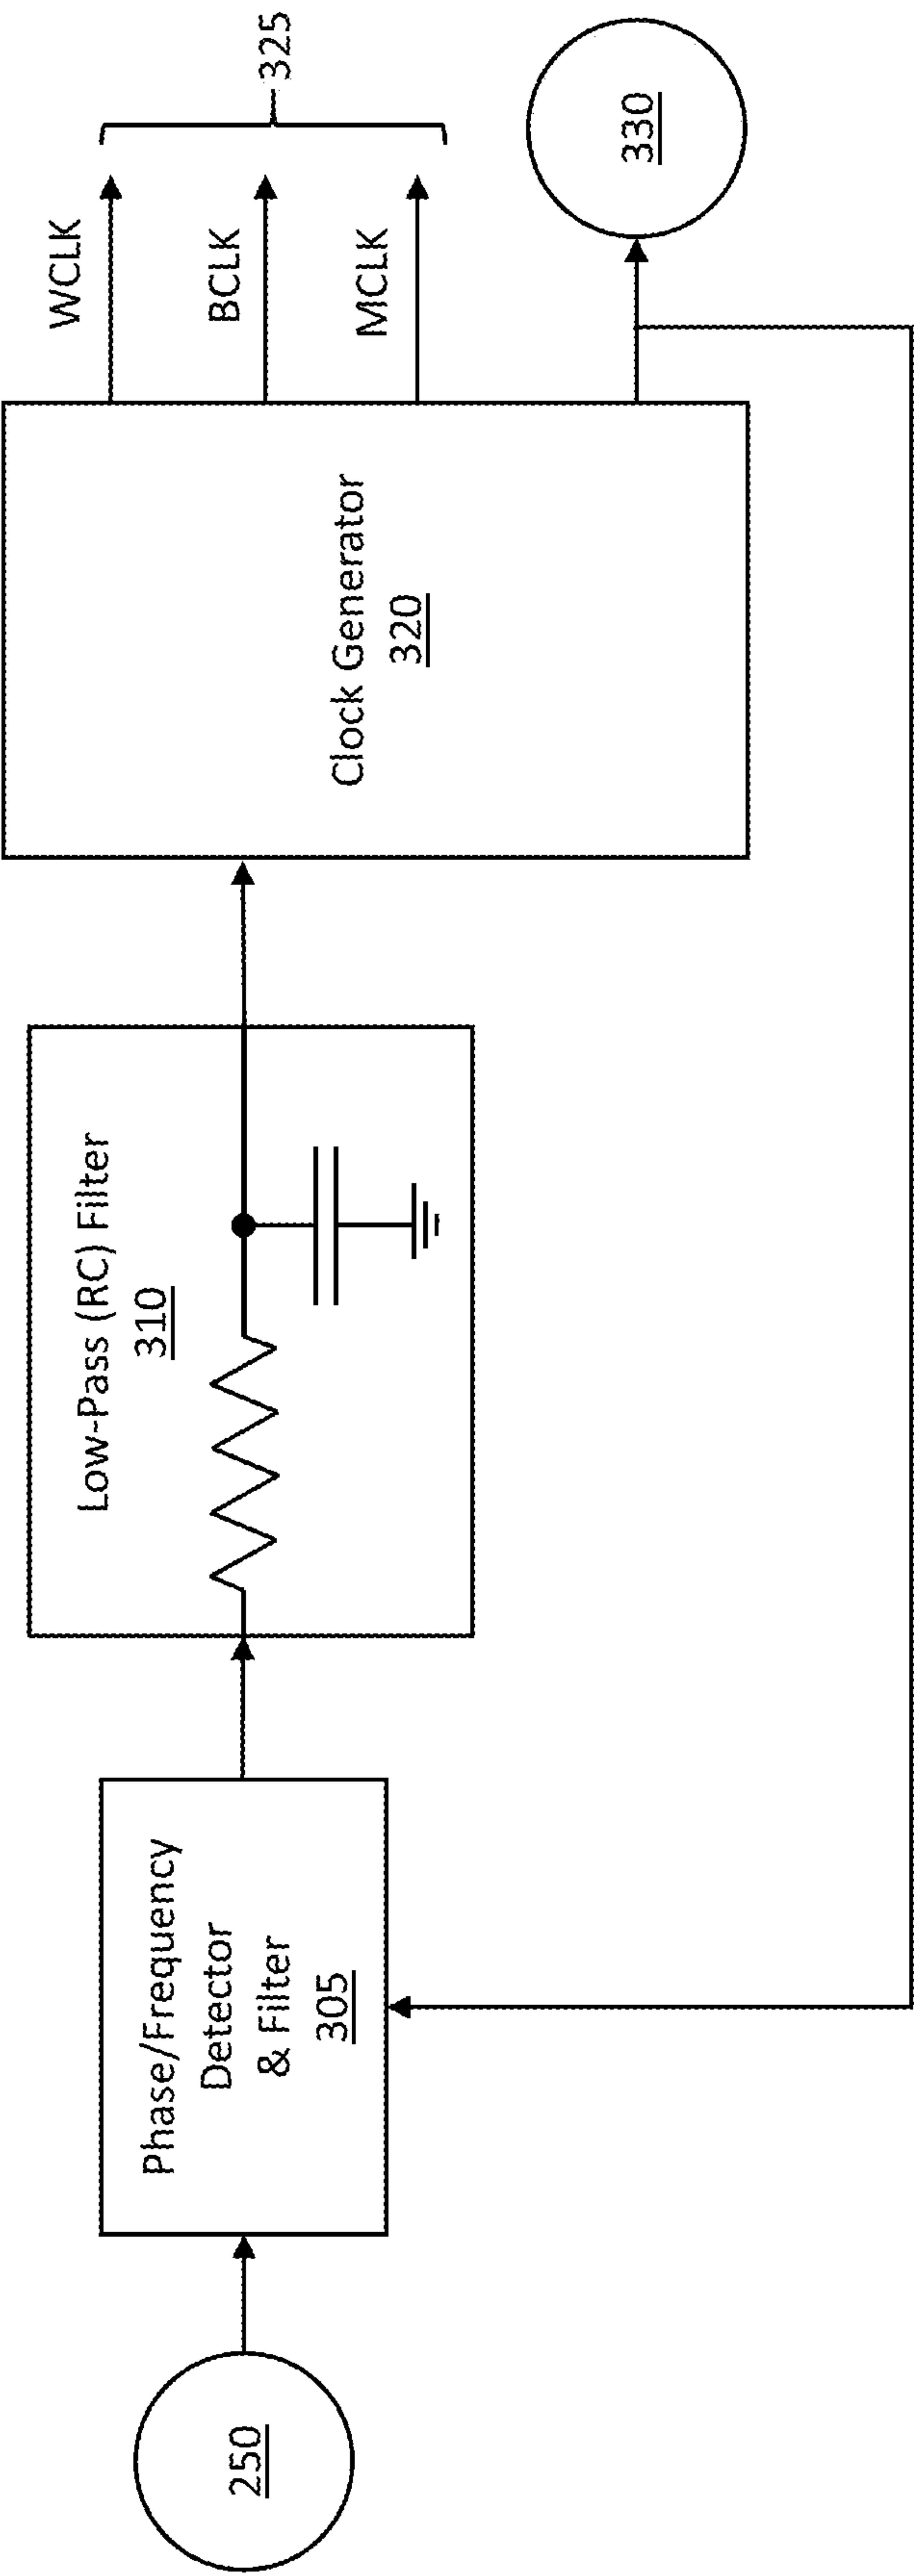 250
Phase/Frequency
Detector
& Filter
305
Low-Pass (RC) Filter
310
Clock Generator
320
WCLK
BCLK
MCLK
325
330